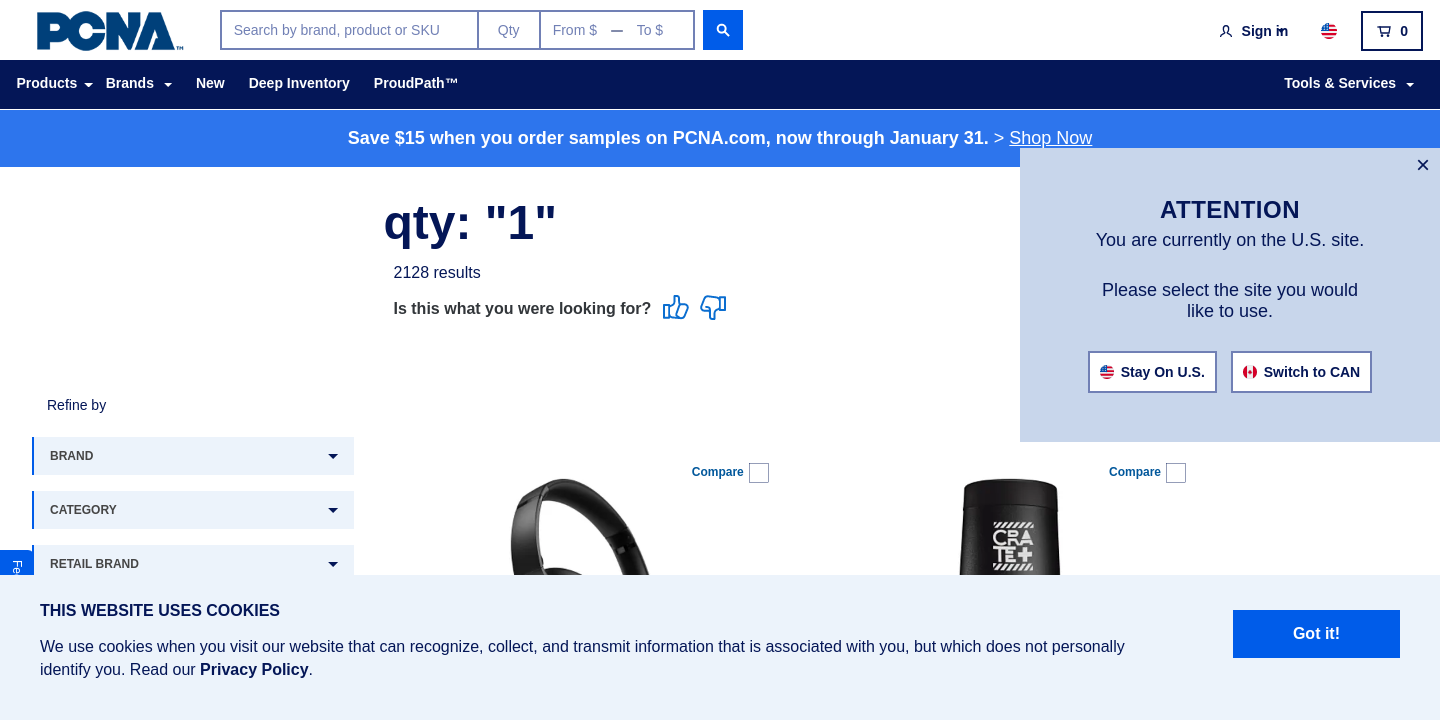 PCNA™
Search by brand, product or SKU
Qty
From $ — To $
Sign in
0
Products
Brands
New
Deep Inventory
ProudPath™
Tools & Services
Save $15 when you order samples on PCNA.com, now through January 31. > Shop Now
qty: "1"
2128 results
Is this what you were looking for?
ATTENTION
You are currently on the U.S. site.
Please select the site you would
like to use.
Stay On U.S.
Switch to CAN
Refine by
BRAND
CATEGORY
RETAIL BRAND
Compare
Compare
CRATE+
THIS WEBSITE USES COOKIES
We use cookies when you visit our website that can recognize, collect, and transmit information that is associated with you, but which does not personally
identify you. Read our Privacy Policy.
Got it!